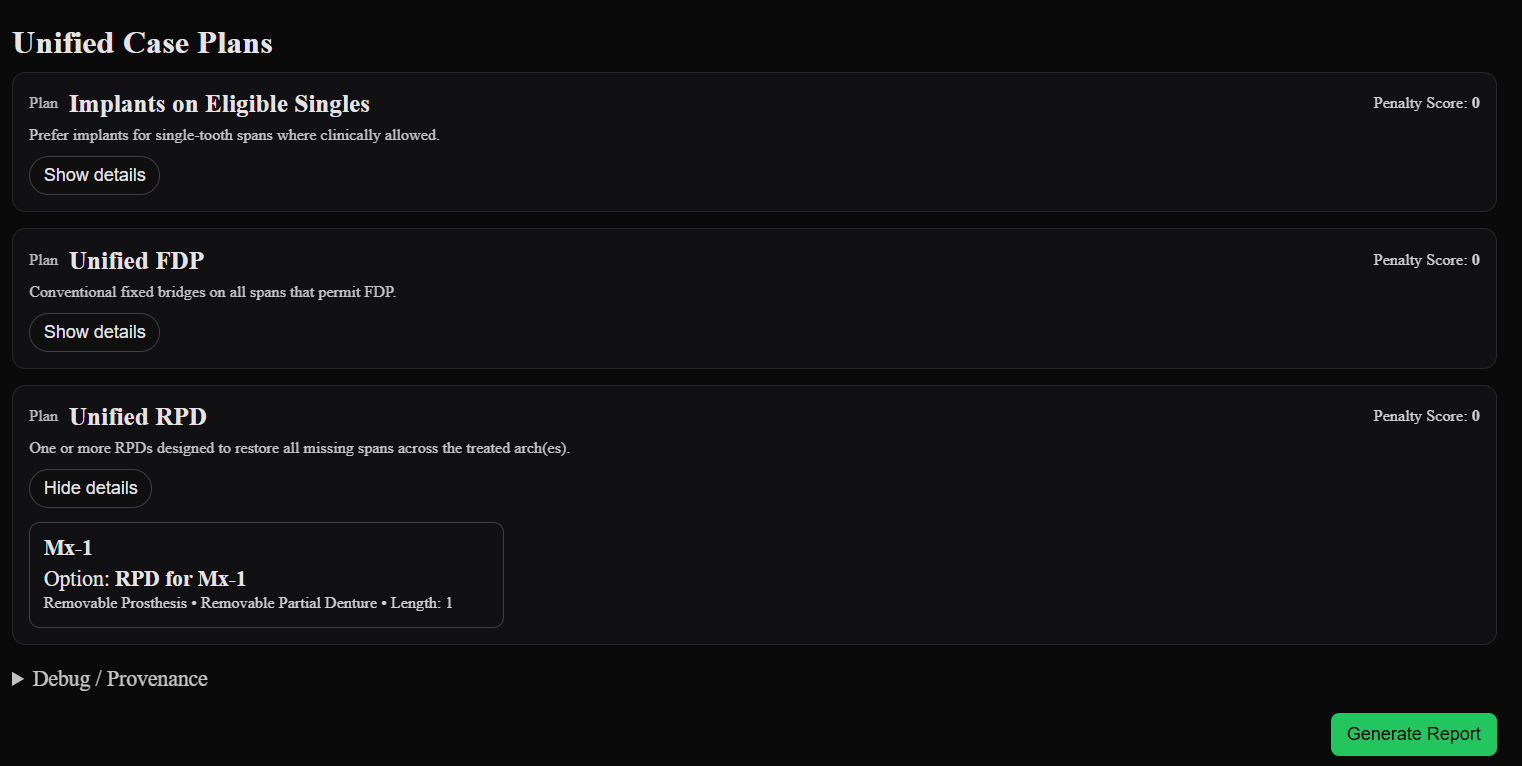 Unified Case Plans
Plan Implants on Eligible Singles Penalty Score: 0
Prefer implants for single-tooth spans where clinically allowed.
Show details
Plan Unified FDP Penalty Score: 0
Conventional fixed bridges on all spans that permit FDP.
Show details
Plan Unified RPD Penalty Score: 0
One or more RPDs designed to restore all missing spans across the treated arch(es).
Hide details
Mx-1
Option: RPD for Mx-1
Removable Prosthesis • Removable Partial Denture • Length: 1
Debug / Provenance
Generate Report